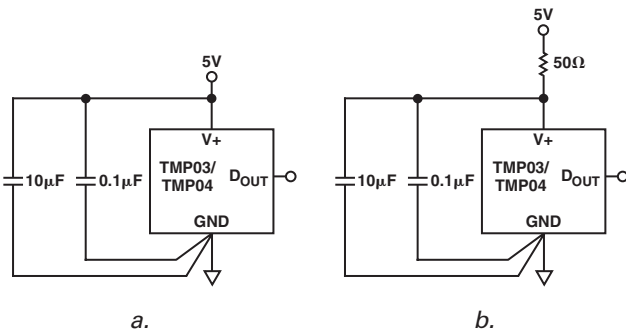 5V
V+
10μF
0.1μF
TMP03/
TMP04
DOUT
GND
a.
5V
50Ω
V+
10μF
0.1μF
TMP03/
TMP04
DOUT
GND
b.